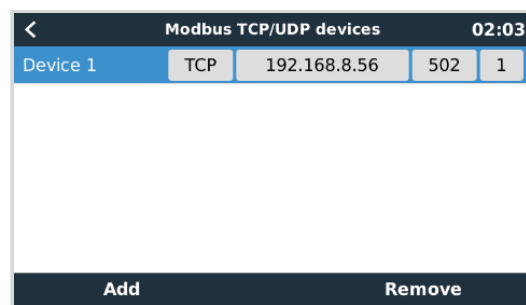 Modbus TCP/UDP devices 02:03
Device 1 TCP 192.168.8.56 502 1
Add Remove